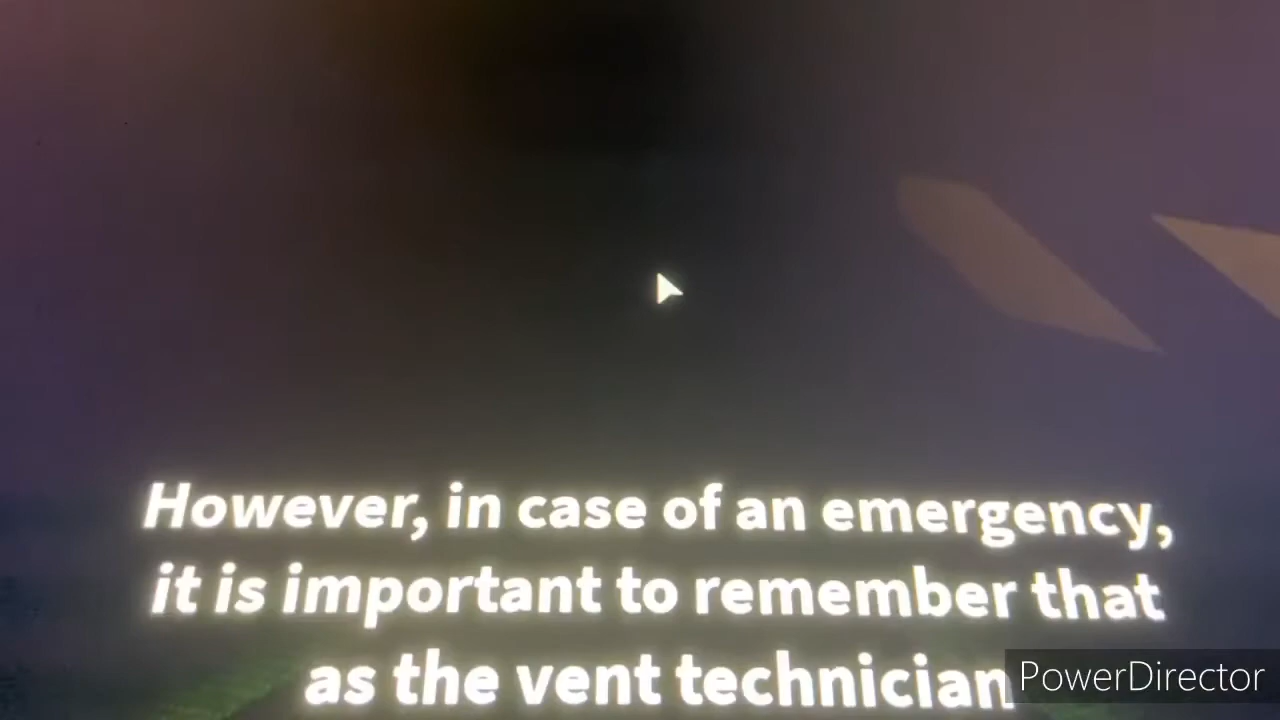 However, in case of an emergency,
it is important to remember that
as the vent technician
PowerDirector